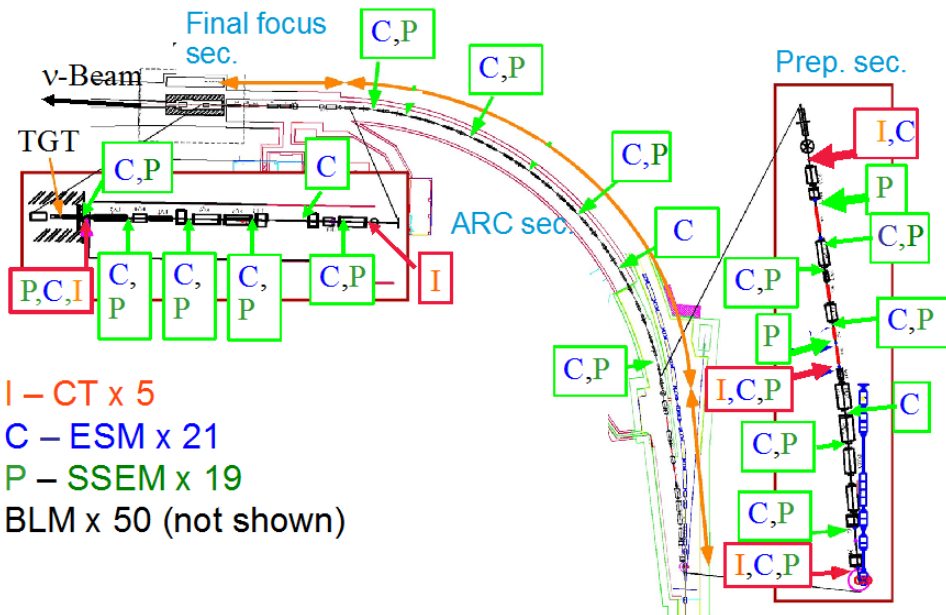 Final focus
sec.
C,P
C,P
Prep. sec.
ν-Beam
I,C
TGT
C,P
C
C,P
P
ARC sec.
C
C,P
C,P
P,C,I
C,
P
C,
P
C,
P
C,P
I
C,P
P
C,P
I,C,P
C
I – CT x 5
C – ESM x 21
P – SSEM x 19
BLM x 50 (not shown)
C,P
C,P
I,C,P